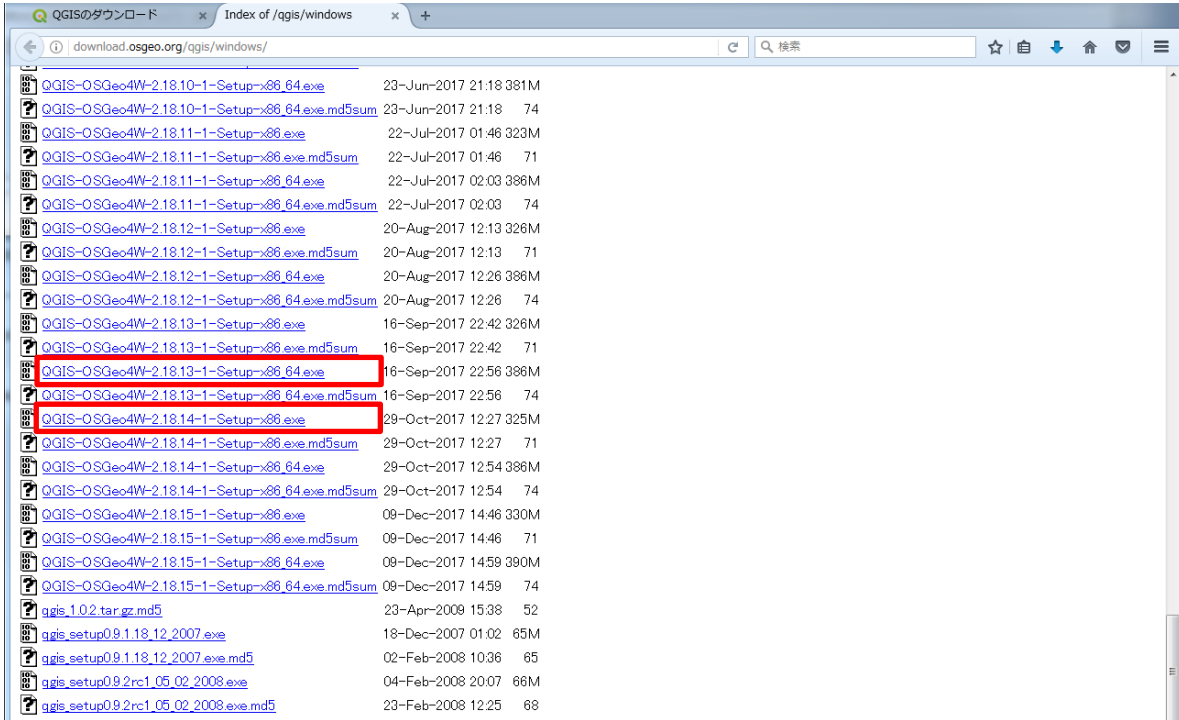 QGISのダウンロード × Index of /qgis/windows × +
download.osgeo.org/qgis/windows/ 検索
QGIS-OSGeo4W-2.18.10-1-Setup-x86_64.exe 23-Jun-2017 21:18 381M
QGIS-OSGeo4W-2.18.10-1-Setup-x86_64.exe.md5sum 23-Jun-2017 21:18 74
QGIS-OSGeo4W-2.18.11-1-Setup-x86.exe 22-Jul-2017 01:46 323M
QGIS-OSGeo4W-2.18.11-1-Setup-x86.exe.md5sum 22-Jul-2017 01:46 71
QGIS-OSGeo4W-2.18.11-1-Setup-x86_64.exe 22-Jul-2017 02:03 386M
QGIS-OSGeo4W-2.18.11-1-Setup-x86_64.exe.md5sum 22-Jul-2017 02:03 74
QGIS-OSGeo4W-2.18.12-1-Setup-x86.exe 20-Aug-2017 12:13 326M
QGIS-OSGeo4W-2.18.12-1-Setup-x86.exe.md5sum 20-Aug-2017 12:13 71
QGIS-OSGeo4W-2.18.12-1-Setup-x86_64.exe 20-Aug-2017 12:26 386M
QGIS-OSGeo4W-2.18.12-1-Setup-x86_64.exe.md5sum 20-Aug-2017 12:26 74
QGIS-OSGeo4W-2.18.13-1-Setup-x86.exe 16-Sep-2017 22:42 326M
QGIS-OSGeo4W-2.18.13-1-Setup-x86.exe.md5sum 16-Sep-2017 22:42 71
QGIS-OSGeo4W-2.18.13-1-Setup-x86_64.exe 16-Sep-2017 22:56 386M
QGIS-OSGeo4W-2.18.13-1-Setup-x86_64.exe.md5sum 16-Sep-2017 22:56 74
QGIS-OSGeo4W-2.18.14-1-Setup-x86.exe 29-Oct-2017 12:27 325M
QGIS-OSGeo4W-2.18.14-1-Setup-x86.exe.md5sum 29-Oct-2017 12:27 71
QGIS-OSGeo4W-2.18.14-1-Setup-x86_64.exe 29-Oct-2017 12:54 386M
QGIS-OSGeo4W-2.18.14-1-Setup-x86_64.exe.md5sum 29-Oct-2017 12:54 74
QGIS-OSGeo4W-2.18.15-1-Setup-x86.exe 09-Dec-2017 14:46 330M
QGIS-OSGeo4W-2.18.15-1-Setup-x86.exe.md5sum 09-Dec-2017 14:46 71
QGIS-OSGeo4W-2.18.15-1-Setup-x86_64.exe 09-Dec-2017 14:59 390M
QGIS-OSGeo4W-2.18.15-1-Setup-x86_64.exe.md5sum 09-Dec-2017 14:59 74
qgis_1.0.2.tar.gz.md5 23-Apr-2009 15:38 52
qgis_setup0.9.1.18_12_2007.exe 18-Dec-2007 01:02 65M
qgis_setup0.9.1.18_12_2007.exe.md5 02-Feb-2008 10:36 65
qgis_setup0.9.2rc1_05_02_2008.exe 04-Feb-2008 20:07 66M
qgis_setup0.9.2rc1_05_02_2008.exe.md5 23-Feb-2008 12:25 68